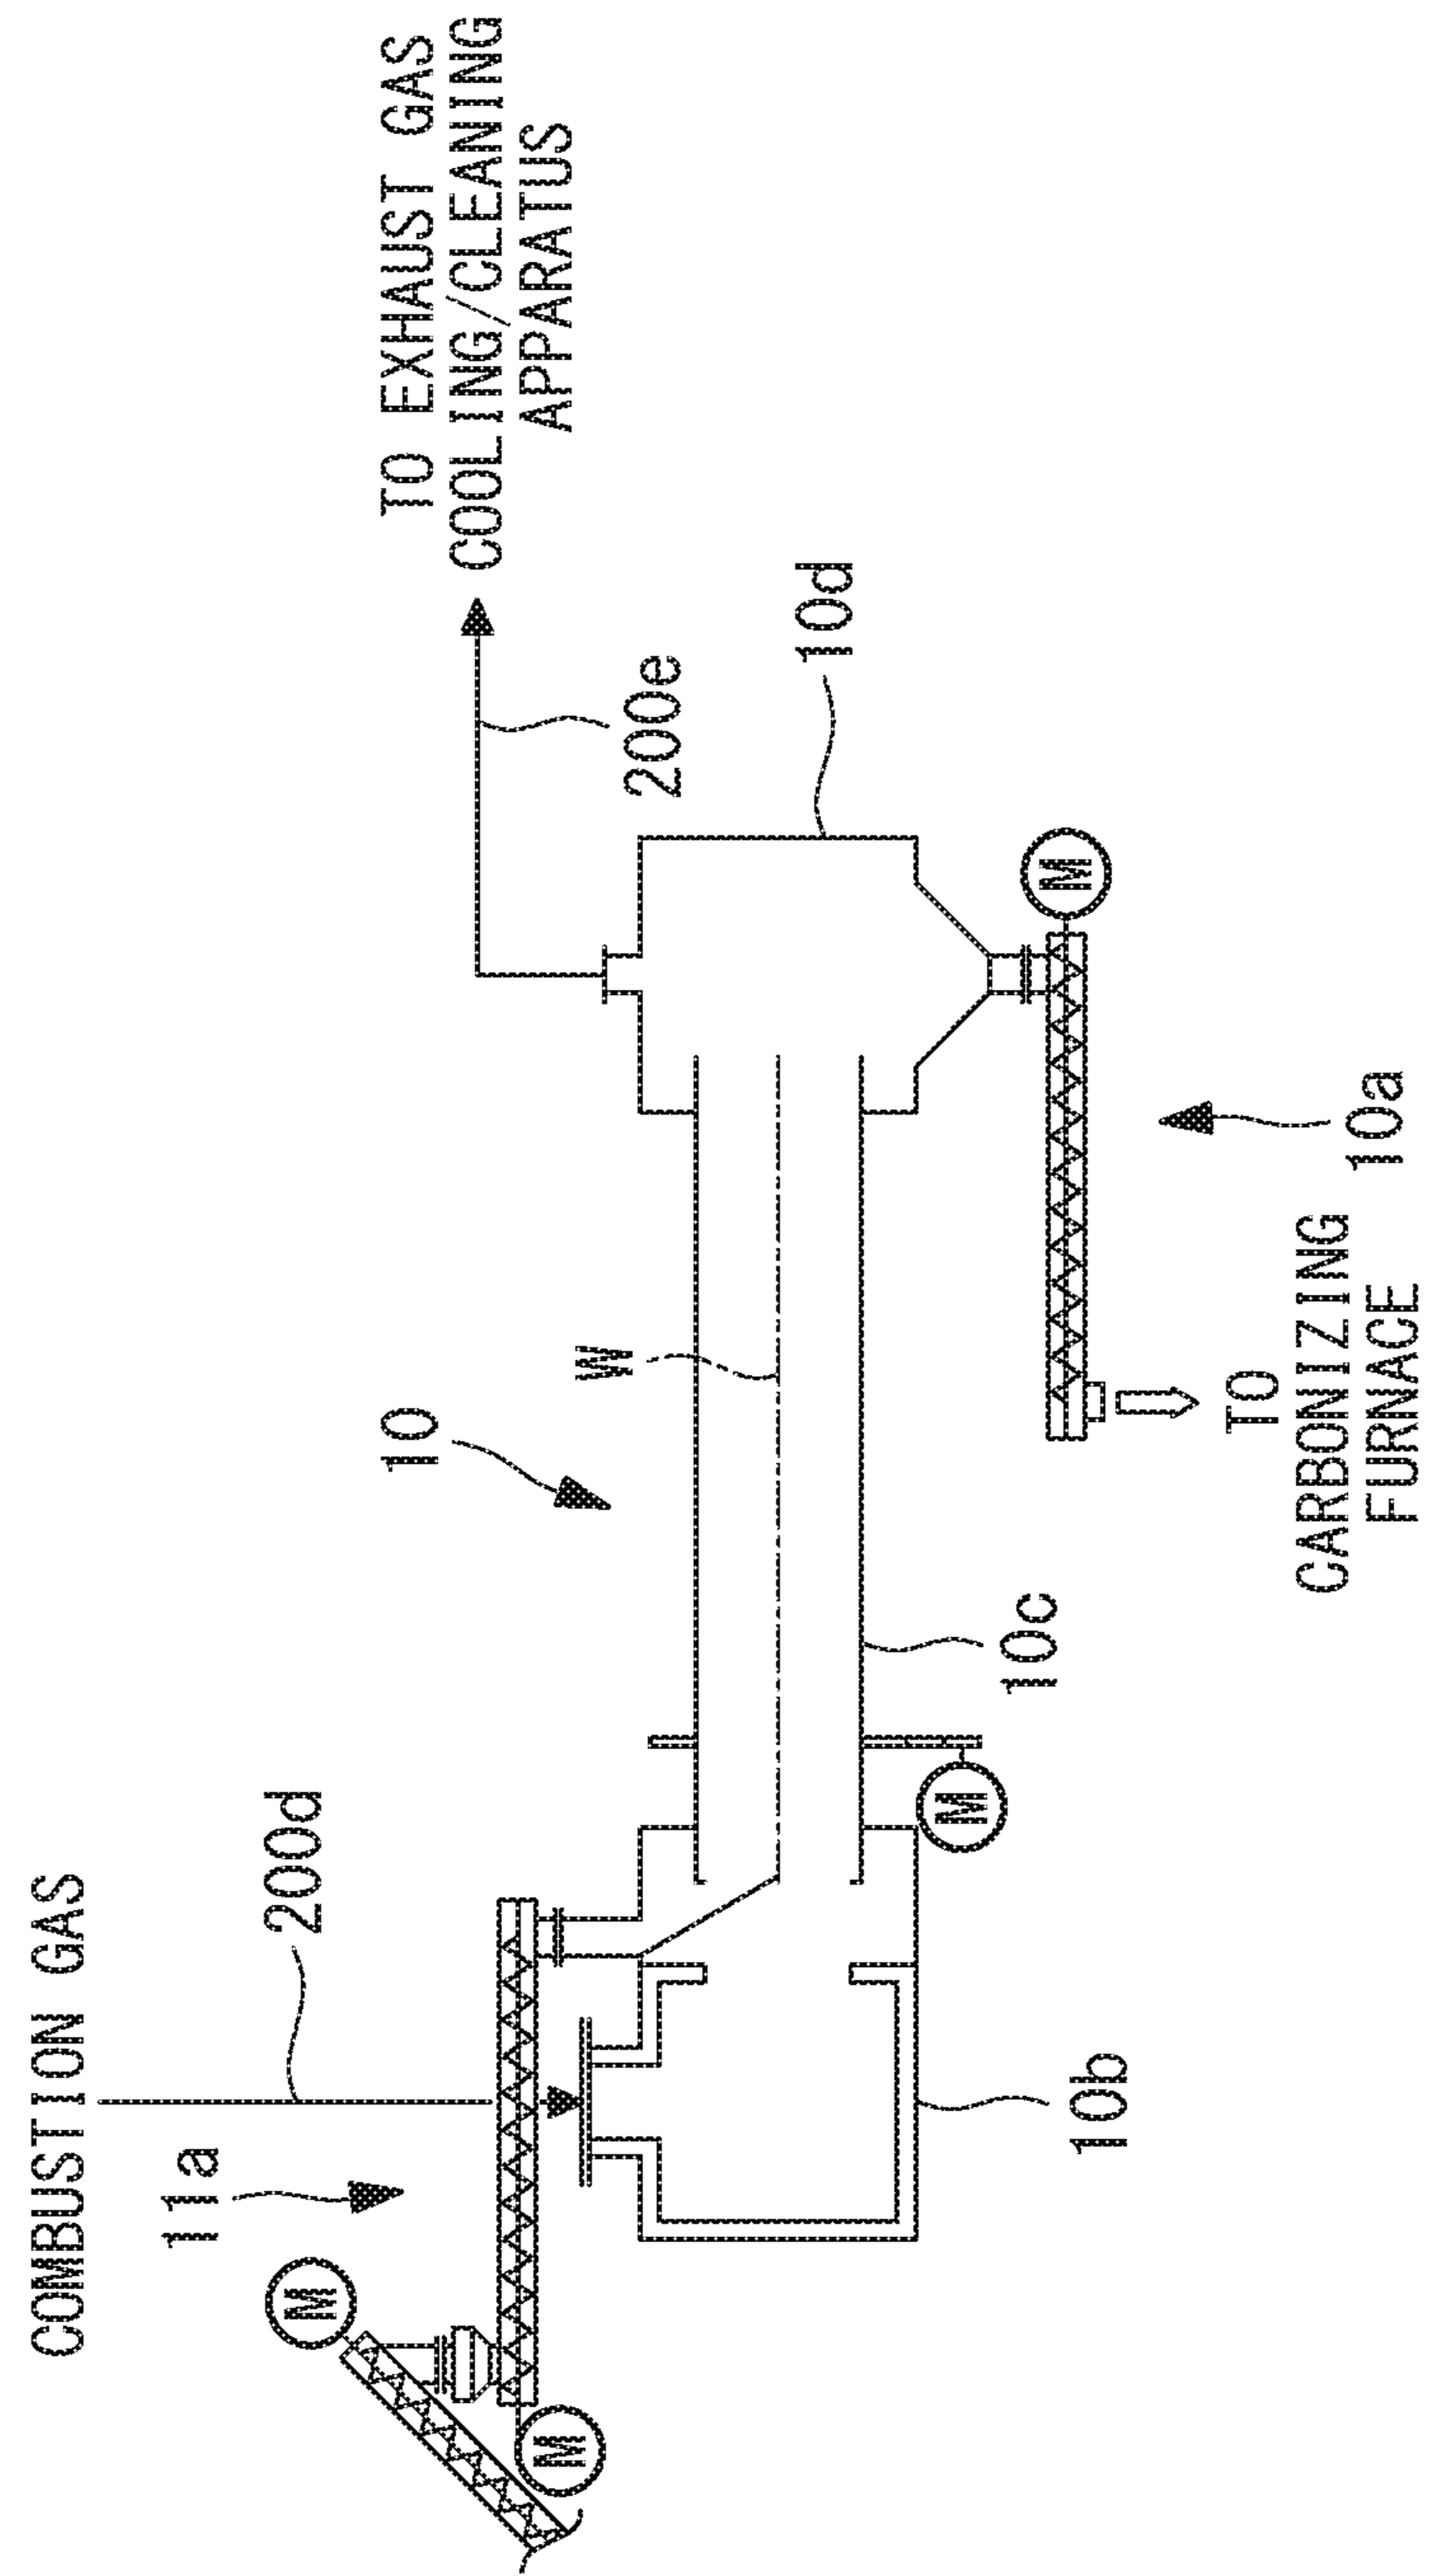 COMBUSTION GAS
TO EXHAUST GAS
COOLING/CLEANING
APPARATUS
11a
200d
M
M
10
W
200e
10d
10b
M
10c
M
10a
TO
CARBONIZING
FURNACE